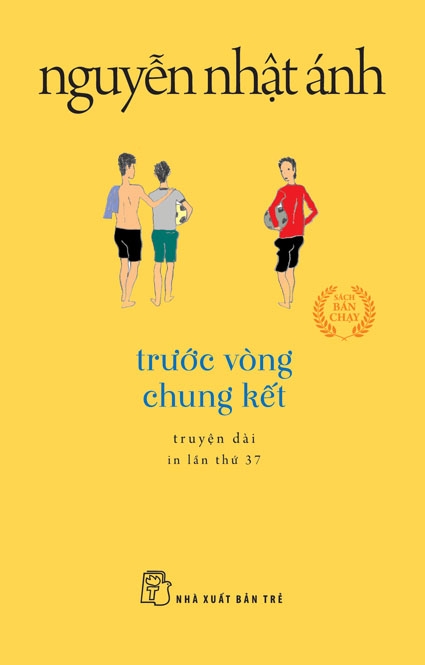 nguyễn nhật ánh
SÁCH
BÁN
CHẠY
trước vòng
chung kết
truyện dài
in lần thứ 37
T
NHÀ XUẤT BẢN TRẺ